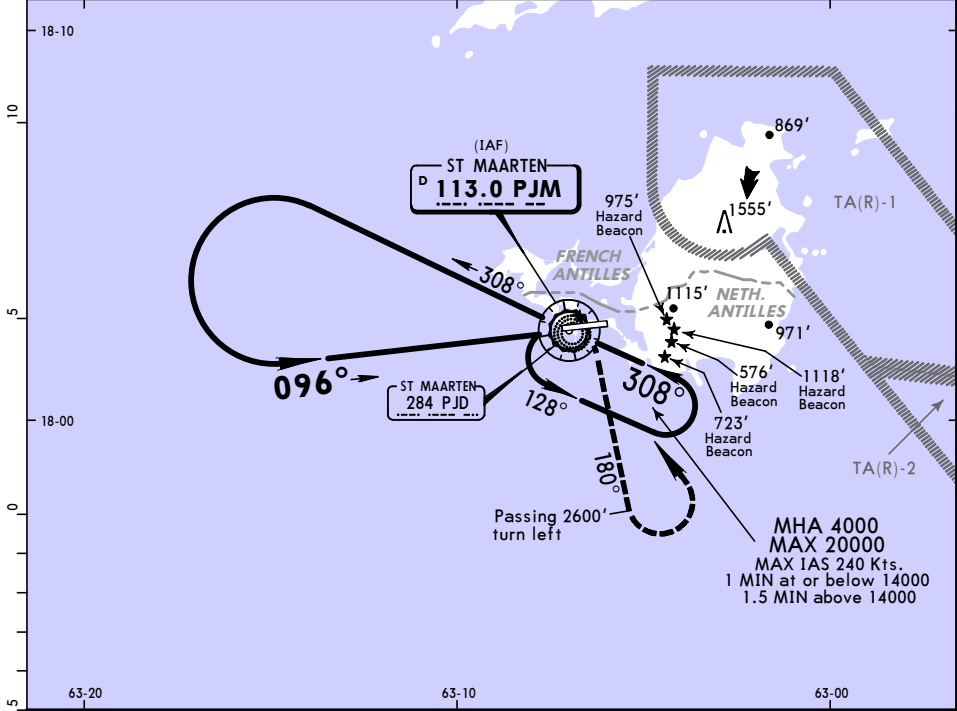 18-10
10
869'
(IAF)
ST MAARTEN
D 113.0 PJM
975'
Hazard
Beacon
1555'
TA(R)-1
308°
FRENCH
ANTILLES
1115'
NETH.
ANTILLES
5
971'
096°
ST MAARTEN
284 PJD
128°
308°
576'
Hazard
Beacon
1118'
Hazard
Beacon
18-00
723'
Hazard
Beacon
180°
TA(R)-2
0
Passing 2600'
turn left
MHA 4000
MAX 20000
MAX IAS 240 Kts.
1 MIN at or below 14000
1.5 MIN above 14000
5
63-20
63-10
63-00